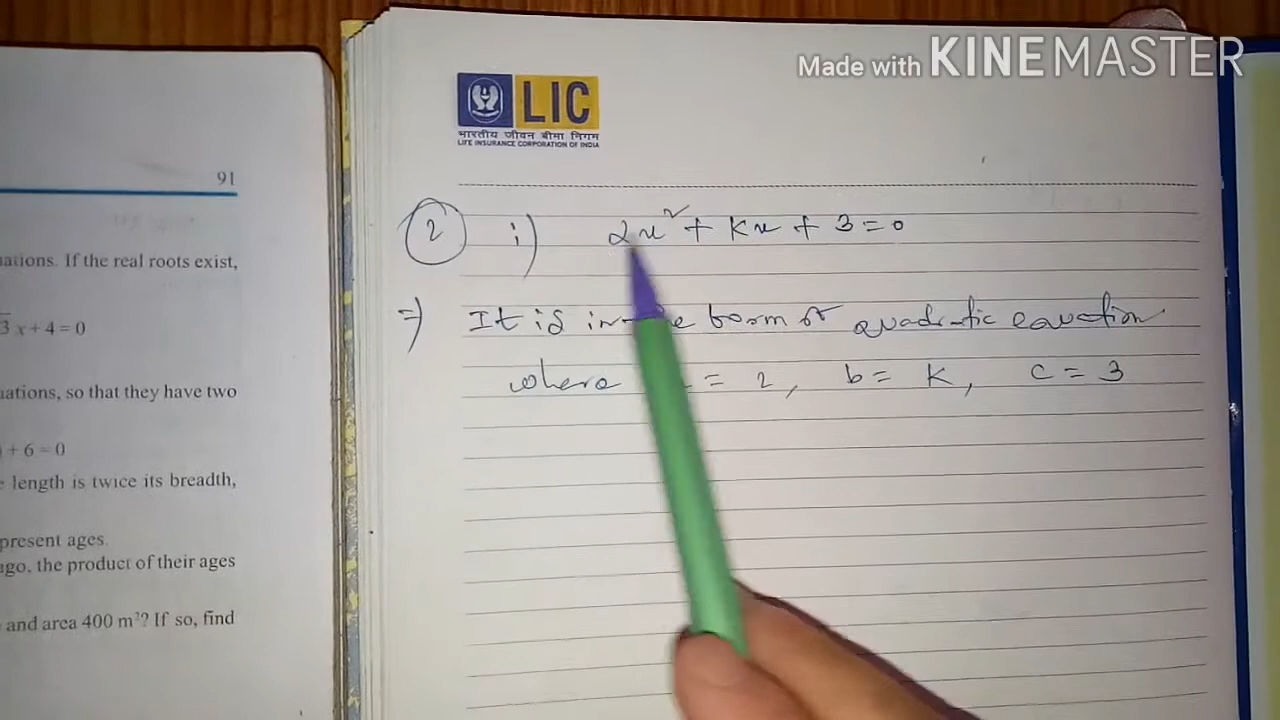 Made with KINEMASTER
LIC
भारतीय जीवन बीमा निगम
LIFE INSURANCE CORPORATION OF INDIA
91
uations. If the real roots exist,
3 x + 4 = 0
uations, so that they have two
) + 6 = 0
e length is twice its breadth,
present ages.
ago, the product of their ages
and area 400 m²? If so, find
2 i) 2x² + kx + 3 = 0
=) It is in the form of quadratic equation
where = 2, b = k, c = 3